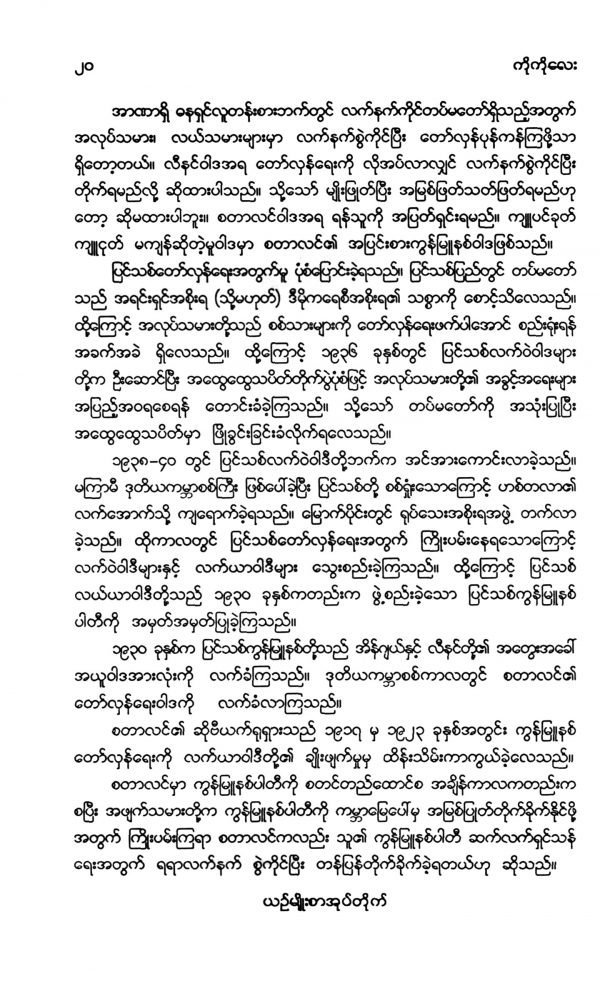 ၂၀ ကိုကိုလေး
အာဏာရှိ ဓနရှင်လူတန်းစားဘက်တွင် လက်နက်ကိုင်တပ်မတော်ရှိသည့်အတွက်
အလုပ်သမား၊ လယ်သမားများမှာ လက်နက်စွဲကိုင်ပြီး တော်လှန်ပုန်ကန်ကြဖို့သာ
ရှိတော့တယ်။ လီနင်ဝါဒအရ တော်လှန်ရေးကို လိုအပ်လာလျှင် လက်နက်စွဲကိုင်ပြီး
တိုက်ရမည်လို့ ဆိုထားပါသည်။ သို့သော် မျိုးဖြုတ်ပြီး အမြစ်ဖြတ်သတ်ဖြတ်ရမည်ဟု
တော့ ဆိုမထားပါဘူး။ စတာလင်ဝါဒအရ ရန်သူကို အပြတ်ရှင်းရမည်။ ကျူပင်ခုတ်
ကျူငုတ် မကျန်ဆိုတဲ့မူဝါဒမှာ စတာလင်၏ အပြင်းစားကွန်မြူနစ်ဝါဒဖြစ်သည်။
ပြင်သစ်တော်လှန်ရေးအတွက်မူ ပုံစံပြောင်းခဲ့ရသည်။ ပြင်သစ်ပြည်တွင် တပ်မတော်
သည် အရင်းရှင်အစိုးရ (သို့မဟုတ်) ဒီမိုကရေစီအစိုးရ၏ သစ္စာကို စောင့်သိလေသည်။
ထို့ကြောင့် အလုပ်သမားတို့သည် စစ်သားများကို တော်လှန်ရေးဖက်ပါအောင် စည်းရုံးရန်
အခက်အခဲ ရှိလေသည်။ ထို့ကြောင့် ၁၉၃၆ ခုနှစ်တွင် ပြင်သစ်လက်ဝဲဝါဒီများ
တို့က ဦးဆောင်ပြီး အထွေထွေသပိတ်တိုက်ပွဲပုံစံဖြင့် အလုပ်သမားတို့၏ အခွင့်အရေးများ
အပြည့်အဝရစေရန် တောင်းခံခဲ့ကြသည်။ သို့သော် တပ်မတော်ကို အသုံးပြုပြီး
အထွေထွေသပိတ်မှာ ဖြိုခွင်းခြင်းခံလိုက်ရလေသည်။
၁၉၃၈-၄၀ တွင် ပြင်သစ်လက်ဝဲဝါဒီတို့ဘက်က အင်အားကောင်းလာခဲ့သည်။
မကြာမီ ဒုတိယကမ္ဘာစစ်ကြီး ဖြစ်ပေါ်ခဲ့ပြီး ပြင်သစ်တို့ စစ်ရှုံးသောကြောင့် ဟစ်တလာ၏
လက်အောက်သို့ ကျရောက်ခဲ့ရသည်။ မြောက်ပိုင်းတွင် ရုပ်သေးအစိုးရအဖွဲ့ တက်လာ
ခဲ့သည်။ ထိုကာလတွင် ပြင်သစ်တော်လှန်ရေးအတွက် ကြိုးပမ်းနေရသောကြောင့်
လက်ဝဲဝါဒီများနှင့် လက်ယာဝါဒီများ သွေးစည်းခဲ့ကြသည်။ ထို့ကြောင့် ပြင်သစ်
လယ်ယာဝါဒီတို့သည် ၁၉၃၀ ခုနှစ်ကတည်းက ဖွဲ့စည်းခဲ့သော ပြင်သစ်ကွန်မြူနစ်
ပါတီကို အမှတ်အမှတ်ပြုခဲ့ကြသည်။
၁၉၃၀ ခုနှစ်က ပြင်သစ်ကွန်မြူနစ်တို့သည် အိန်ဂျယ်နှင့် လီနင်တို့၏ အတွေးအခေါ်
အယူဝါဒအားလုံးကို လက်ခံကြသည်။ ဒုတိယကမ္ဘာစစ်ကာလတွင် စတာလင်၏
တော်လှန်ရေးဝါဒကို လက်ခံလာကြသည်။
စတာလင်၏ ဆိုဗီယက်ရုရှားသည် ၁၉၁၇ မှ ၁၉၂၃ ခုနှစ်အတွင်း ကွန်မြူနစ်
တော်လှန်ရေးကို လက်ယာဝါဒီတို့၏ ချိုးဖျက်မှုမှ ထိန်းသိမ်းကာကွယ်ခဲ့လေသည်။
စတာလင်မှာ ကွန်မြူနစ်ပါတီကို စတင်တည်ထောင်စ အချိန်ကာလကတည်းက
စပြီး အဖျက်သမားတို့က ကွန်မြူနစ်ပါတီကို ကမ္ဘာမြေပေါ်မှ အမြစ်ပြုတ်တိုက်ခိုက်နိုင်ဖို့
အတွက် ကြိုးပမ်းကြရာ စတာလင်ကလည်း သူ၏ ကွန်မြူနစ်ပါတီ ဆက်လက်ရှင်သန်
ရေးအတွက် ရရာလက်နက် စွဲကိုင်ပြီး တန်ပြန်တိုက်ခိုက်ခဲ့ရတယ်ဟု ဆိုသည်။
ယဉ်မျိုးစာအုပ်တိုက်